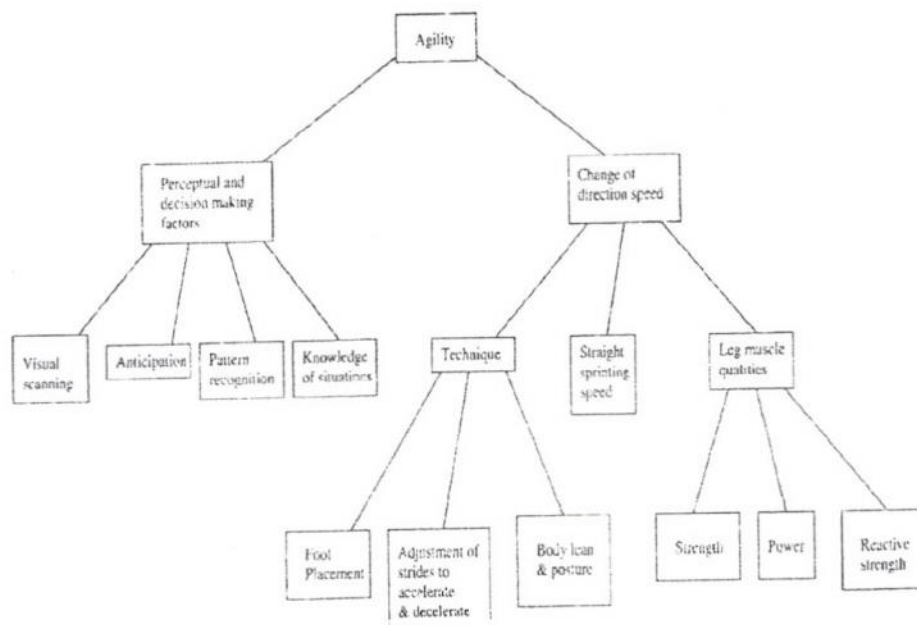 Agility
Perceptual and
decision making
factors
Change of
direction speed
Visual
scanning
Anticipation
Pattern
recognition
Knowledge
of situations
Technique
Straight
sprinting
speed
Leg muscle
qualities
Foot
Placement
Adjustment of
strides to
accelerate
& decelerate
Body lean
& posture
Strength
Power
Reactive
strength